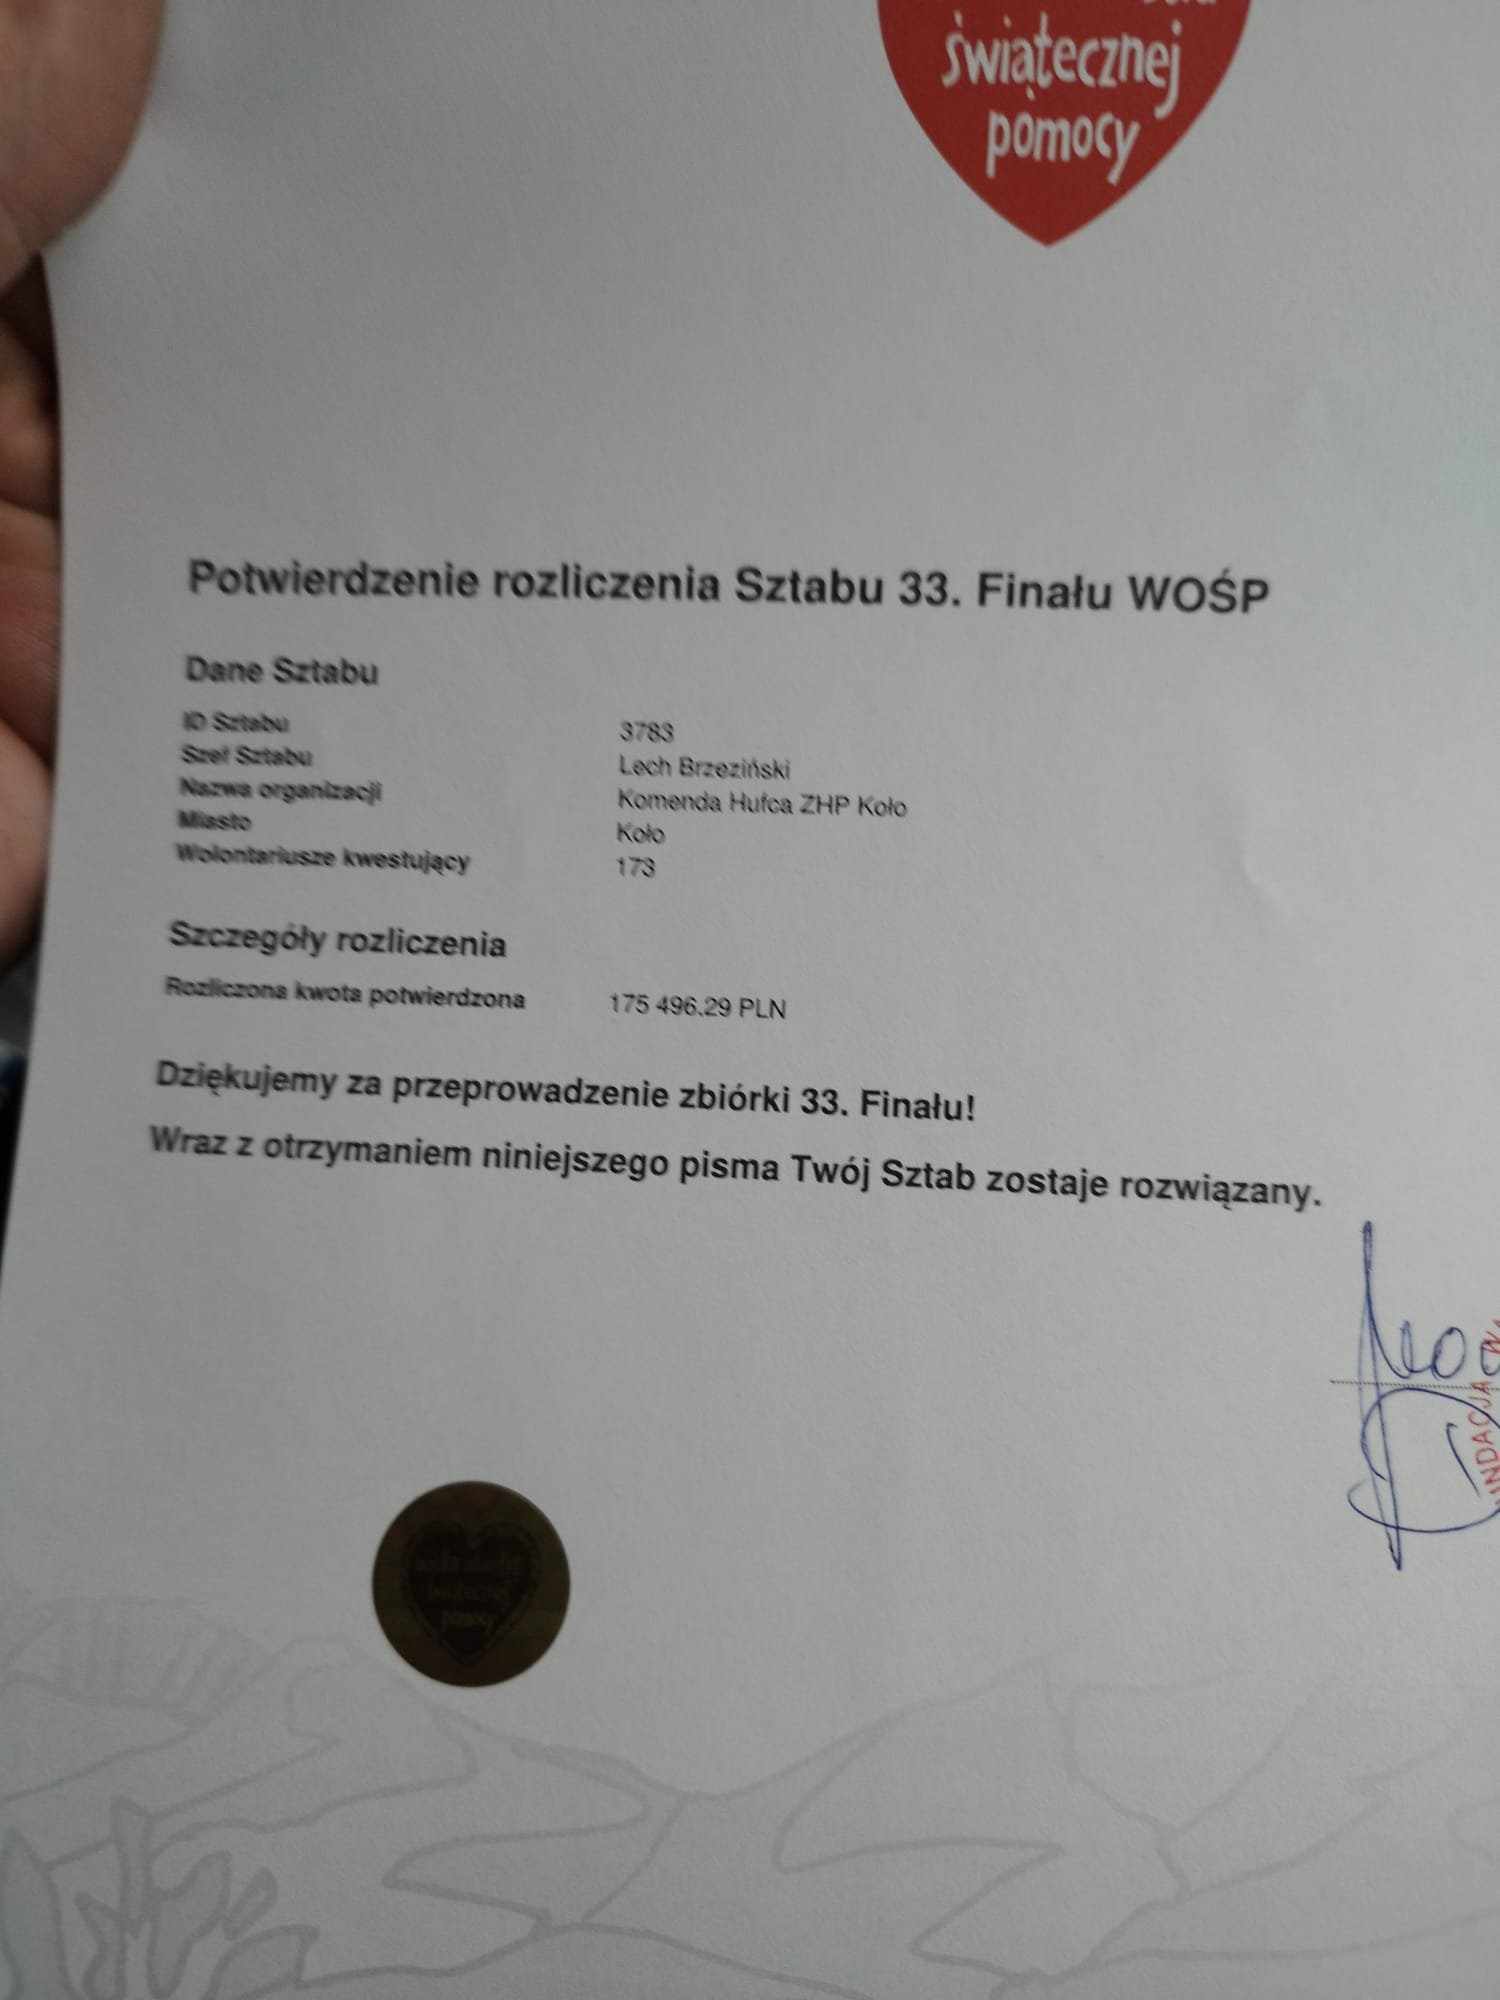 świątecznej
pomocy
Potwierdzenie rozliczenia Sztabu 33. Finału WOŚP
Dane Sztabu
ID Sztabu 3783
Szef Sztabu Lech Brzeziński
Nazwa organizacji Komenda Hufca ZHP Koło
Miasto Koło
Wolontariusze kwestujący 173
Szczegóły rozliczenia
Rozliczona kwota potwierdzona 175 496.29 PLN
Dziękujemy za przeprowadzenie zbiórki 33. Finału!
Wraz z otrzymaniem niniejszego pisma Twój Sztab zostaje rozwiązany.
świątecznej
pomocy